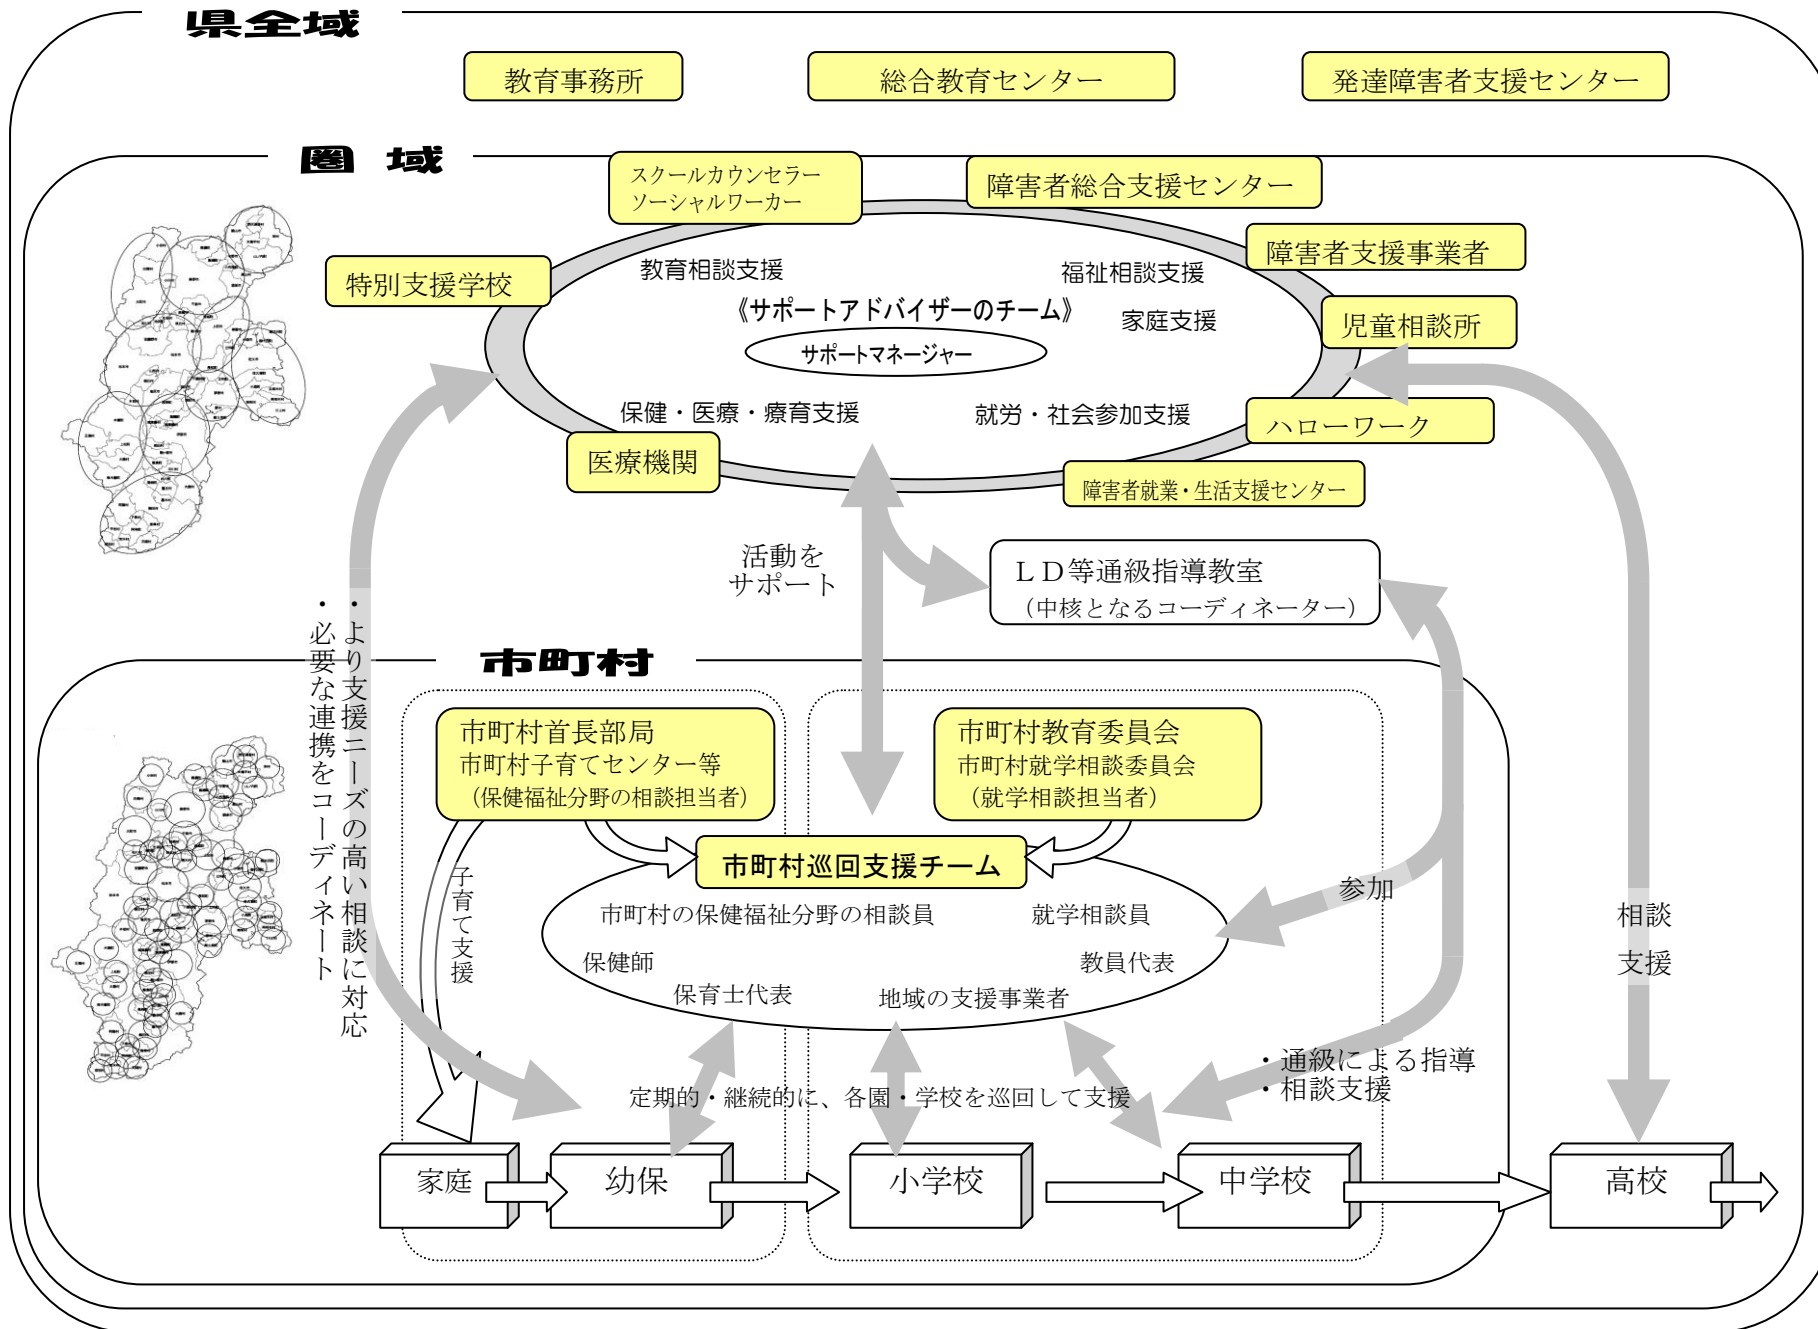 県全域
教育事務所
総合教育センター
発達障害者支援センター
圏域
スクールカウンセラー
ソーシャルワーカー
障害者総合支援センター
障害者支援事業者
特別支援学校
教育相談支援
福祉相談支援
《サポートアドバイザーのチーム》
家庭支援
児童相談所
サポートマネージャー
保健・医療・療育支援
就労・社会参加支援
ハローワーク
医療機関
障害者就業・生活支援センター
活動を
サポート
ＬＤ等通級指導教室
（中核となるコーディネーター）
・より支援ニーズの高い相談に対応
・必要な連携をコーディネート
市町村
市町村首長部局
市町村子育てセンター等
（保健福祉分野の相談担当者）
市町村教育委員会
市町村就学相談委員会
（就学相談担当者）
子育て支援
市町村巡回支援チーム
市町村の保健福祉分野の相談員
就学相談員
保健師
教員代表
保育士代表
地域の支援事業者
参加
相談
支援
・通級による指導
・相談支援
定期的・継続的に、各園・学校を巡回して支援
家庭
幼保
小学校
中学校
高校